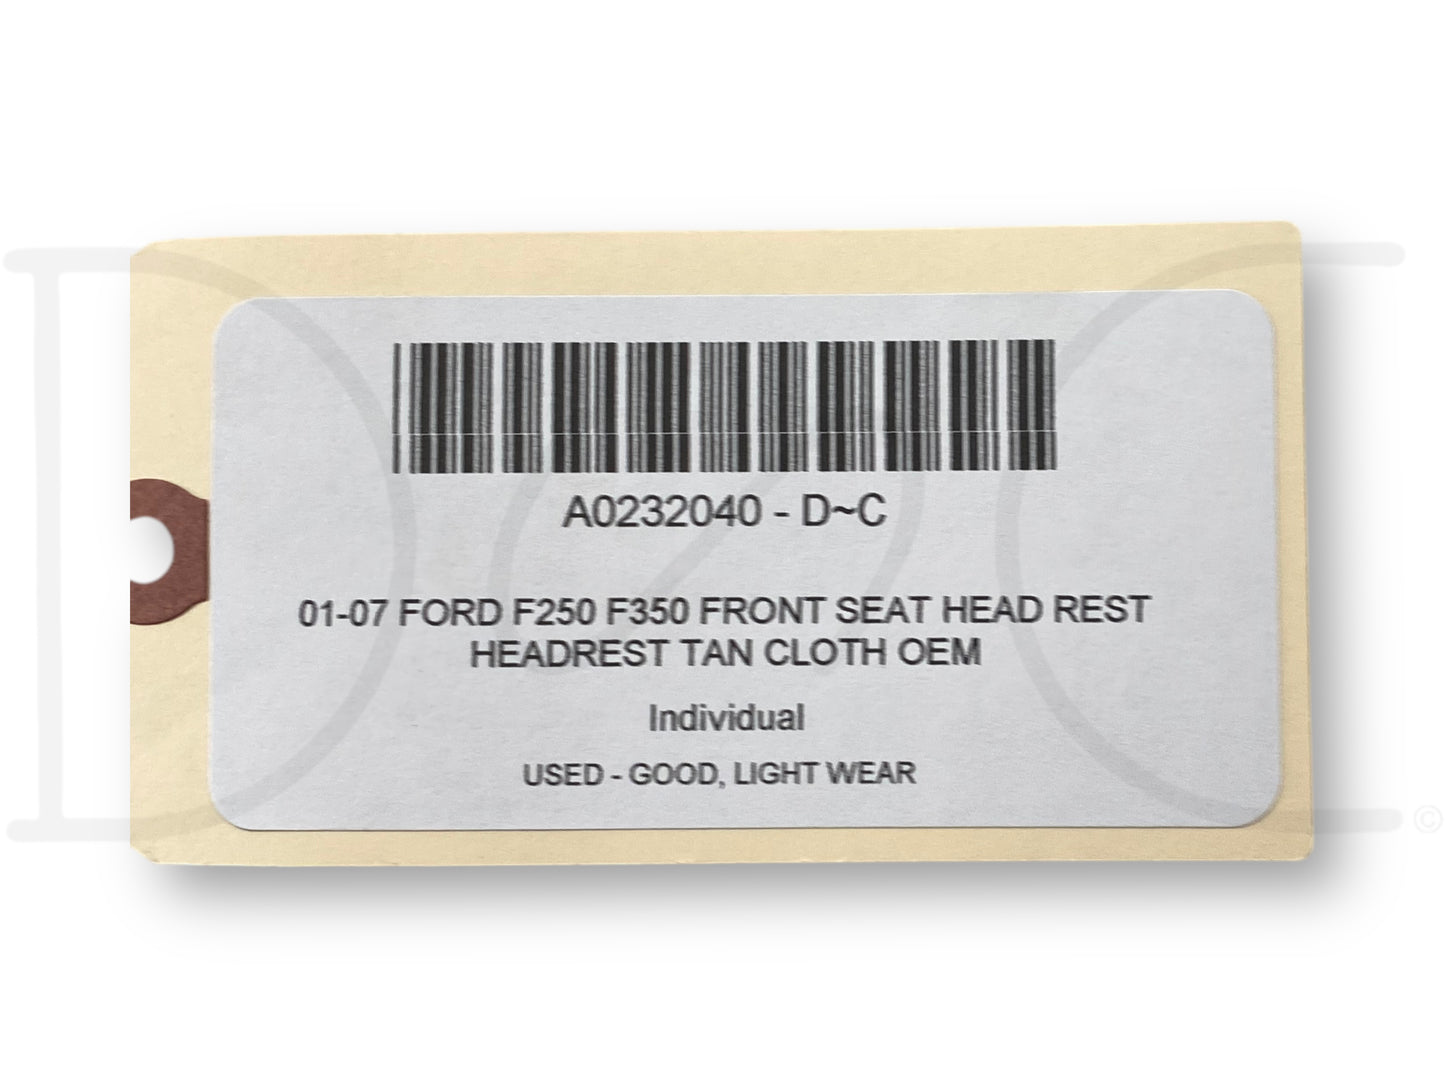 A0232040 - D~C
01-07 FORD F250 F350 FRONT SEAT HEAD REST
HEADREST TAN CLOTH OEM
Individual
USED - GOOD, LIGHT WEAR
©